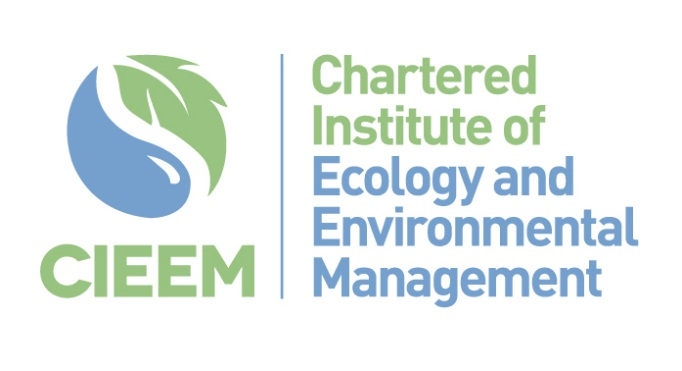 CIEEM
Chartered
Institute of
Ecology and
Environmental
Management